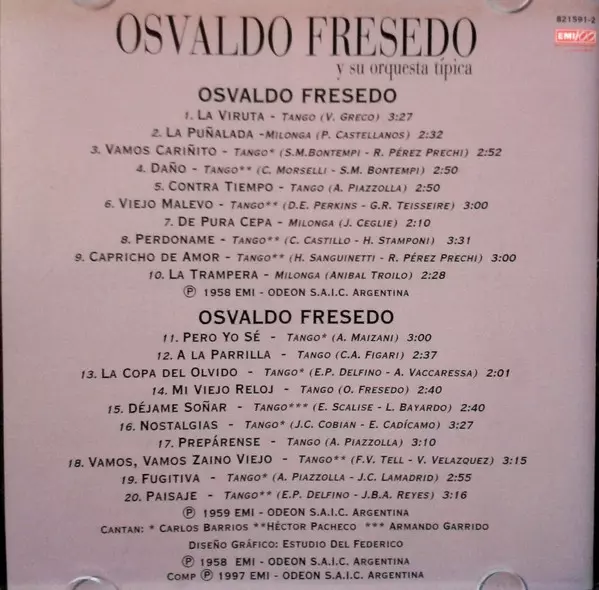 OSVALDO FRESEDO
821591-2
EMI
100
y su orquesta típica
OSVALDO FRESEDO
1. LA VIRUTA - TANGO (V. GRECO) 3:27
2. LA PUÑALADA -MILONGA (P. CASTELLANOS) 2:32
3. VAMOS CARIÑITO - TANGO* (S.M.BONTEMPI - R. PÉREZ PRECHI) 2:52
4. DAÑO - TANGO** (C. MORSELLI - S.M. BONTEMPI) 2:50
5. CONTRA TIEMPO - TANGO (A. PIAZZOLLA) 2:50
6. VIEJO MALEVO - TANGO** (D.E. PERKINS - G.R. TEISSEIRE) 3:00
7. DE PURA CEPA - MILONGA (J. CEGLIE) 2:10
8. PERDONAME - TANGO** (C. CASTILLO - H. STAMPONI) 3:31
9. CAPRICHO DE AMOR - TANGO** (H. SANGUINETTI - R. PÉREZ PRECHI) 3:00
10. LA TRAMPERA - MILONGA (ANIBAL TROILO) 2:28
℗ 1958 EMI - ODEON S.A.I.C. ARGENTINA
OSVALDO FRESEDO
11. PERO YO SÉ - TANGO* (A. MAIZANI) 3:00
12. A LA PARRILLA - TANGO (C.A. FIGARI) 2:37
13. LA COPA DEL OLVIDO - TANGO* (E.P. DELFINO - A. VACCARESSA) 2:01
14. MI VIEJO RELOJ - TANGO (O. FRESEDO) 2:40
15. DÉJAME SOÑAR - TANGO*** (E. SCALISE - L. BAYARDO) 2:40
16. NOSTALGIAS - TANGO* (J.C. COBIAN - E. CADÍCAMO) 3:27
17. PREPÁRENSE - TANGO (A. PIAZZOLLA) 3:10
18. VAMOS, VAMOS ZAINO VIEJO - TANGO** (F.V. TELL - V. VELAZQUEZ) 3:15
19. FUGITIVA - TANGO* (A. PIAZZOLLA - J.C. LAMADRID) 2:55
20. PAISAJE - TANGO** (E.P. DELFINO - J.B.A. REYES) 3:16
℗ 1959 EMI - ODEON S.A.I.C. ARGENTINA
CANTAN: * CARLOS BARRIOS **HÉCTOR PACHECO *** ARMANDO GARRIDO
DISEÑO GRÁFICO: ESTUDIO DEL FEDERICO
℗ 1958 EMI - ODEON S.A.I.C. ARGENTINA
COMP ℗ 1997 EMI - ODEON S.A.I.C. ARGENTINA